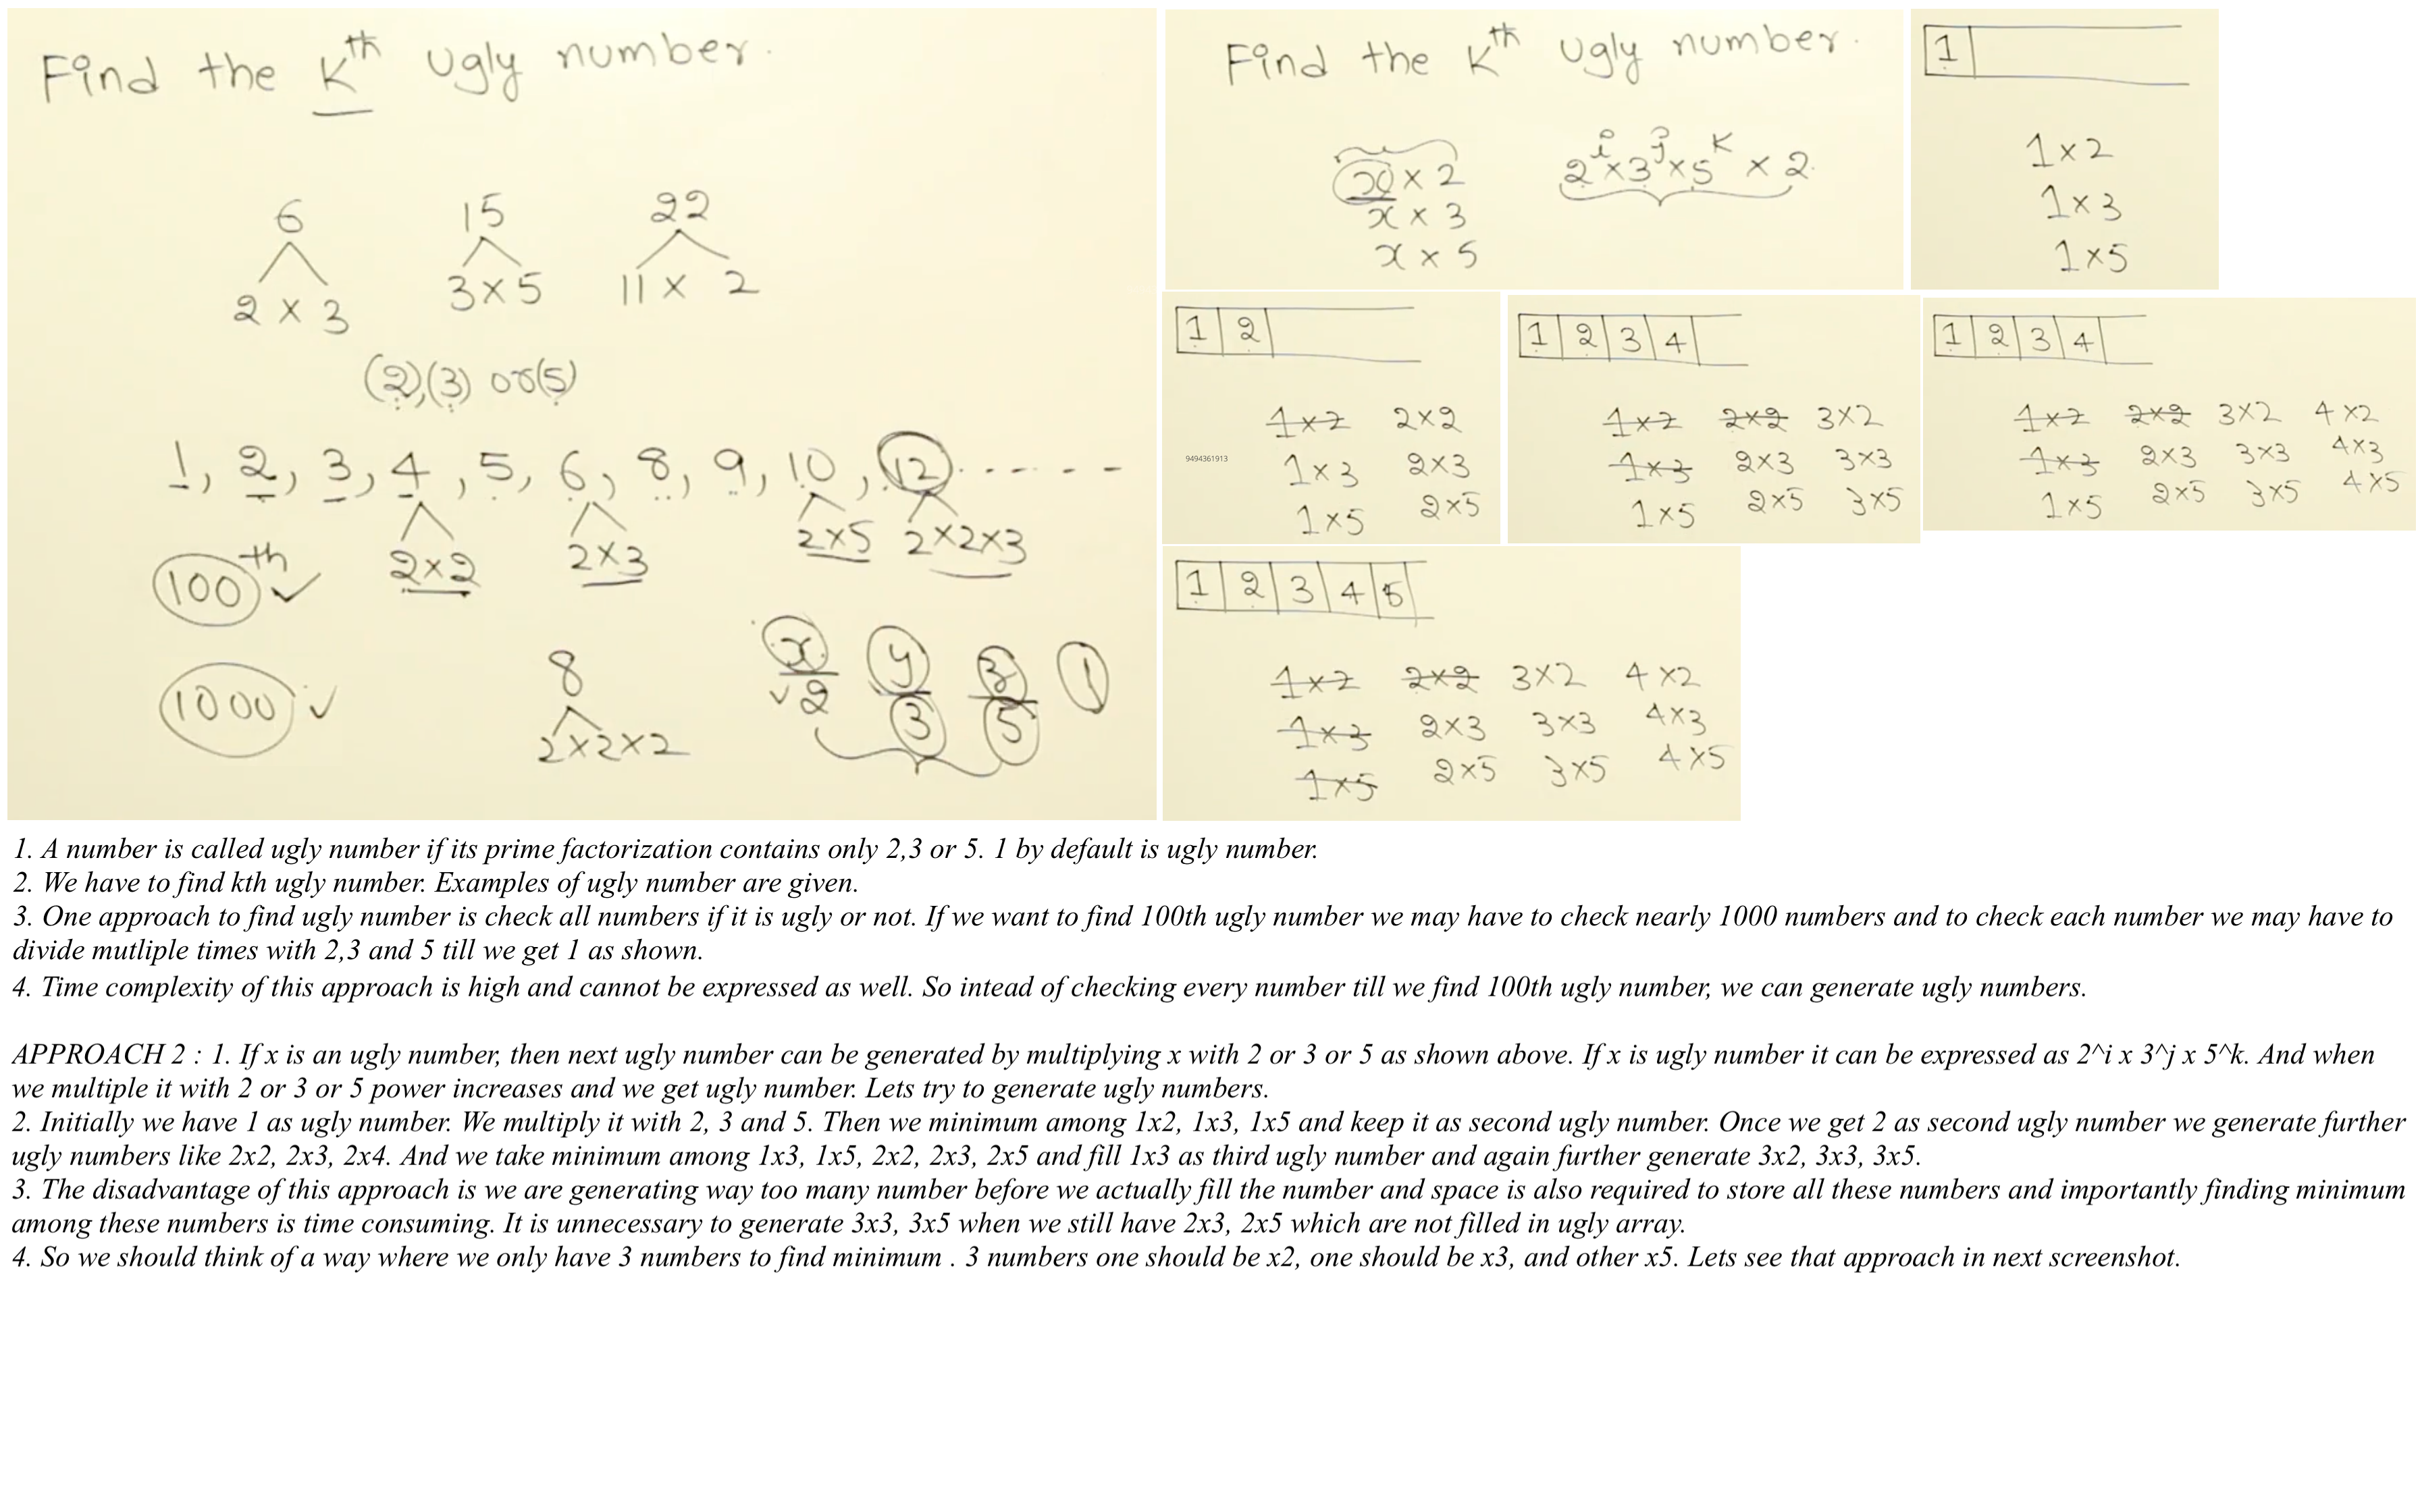 Find the Kth Ugly number.
6 15 22
2 x 3 3 x 5 11 x 2
(2),(3) or(5)
1, 2, 3, 4, 5, 6, 8, 9, 10, 12 . - - - - -
2x2 2x3 2x5 2x2x3
100th ✓
1000 ✓
8
2x2x2
x y 3 1
✓ 2 3 5
Find the Kth Ugly number.
x x 2
x x 3
x x 5
2^i x 3^j x 5^K x 2
1
1x2
1x3
1x5
1 2
1x2 2x2
9494361913
1x3 2x3
1x5 2x5
1 2 3 4
1x2 2x2 3x2
1x3 2x3 3x3
1x5 2x5 3x5
1 2 3 4
1x2 2x2 3x2 4x2
1x3 2x3 3x3 4x3
1x5 2x5 3x5 4x5
1 2 3 4 5
1x2 2x2 3x2 4x2
1x3 2x3 3x3 4x3
1x5 2x5 3x5 4x5
1. A number is called ugly number if its prime factorization contains only 2,3 or 5. 1 by default is ugly number.
2. We have to find kth ugly number. Examples of ugly number are given.
3. One approach to find ugly number is check all numbers if it is ugly or not. If we want to find 100th ugly number we may have to check nearly 1000 numbers and to check each number we may have to
divide mutliple times with 2,3 and 5 till we get 1 as shown.
4. Time complexity of this approach is high and cannot be expressed as well. So intead of checking every number till we find 100th ugly number, we can generate ugly numbers.
APPROACH 2 : 1. If x is an ugly number, then next ugly number can be generated by multiplying x with 2 or 3 or 5 as shown above. If x is ugly number it can be expressed as 2^i x 3^j x 5^k. And when
we multiple it with 2 or 3 or 5 power increases and we get ugly number. Lets try to generate ugly numbers.
2. Initially we have 1 as ugly number. We multiply it with 2, 3 and 5. Then we minimum among 1x2, 1x3, 1x5 and keep it as second ugly number. Once we get 2 as second ugly number we generate further
ugly numbers like 2x2, 2x3, 2x4. And we take minimum among 1x3, 1x5, 2x2, 2x3, 2x5 and fill 1x3 as third ugly number and again further generate 3x2, 3x3, 3x5.
3. The disadvantage of this approach is we are generating way too many number before we actually fill the number and space is also required to store all these numbers and importantly finding minimum
among these numbers is time consuming. It is unnecessary to generate 3x3, 3x5 when we still have 2x3, 2x5 which are not filled in ugly array.
4. So we should think of a way where we only have 3 numbers to find minimum . 3 numbers one should be x2, one should be x3, and other x5. Lets see that approach in next screenshot.